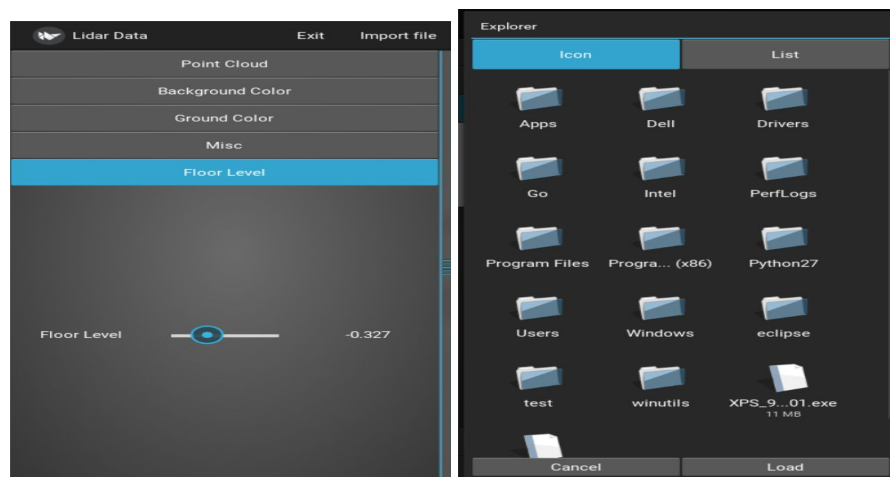 Lidar Data Exit Import file
Point Cloud
Background Color
Ground Color
Misc
Floor Level
Floor Level -0.327
Explorer
Icon List
Apps Dell Drivers
Go Intel PerfLogs
Program Files Progra... (x86) Python27
Users Windows eclipse
test winutils XPS_9...01.exe
11 MB
Cancel Load